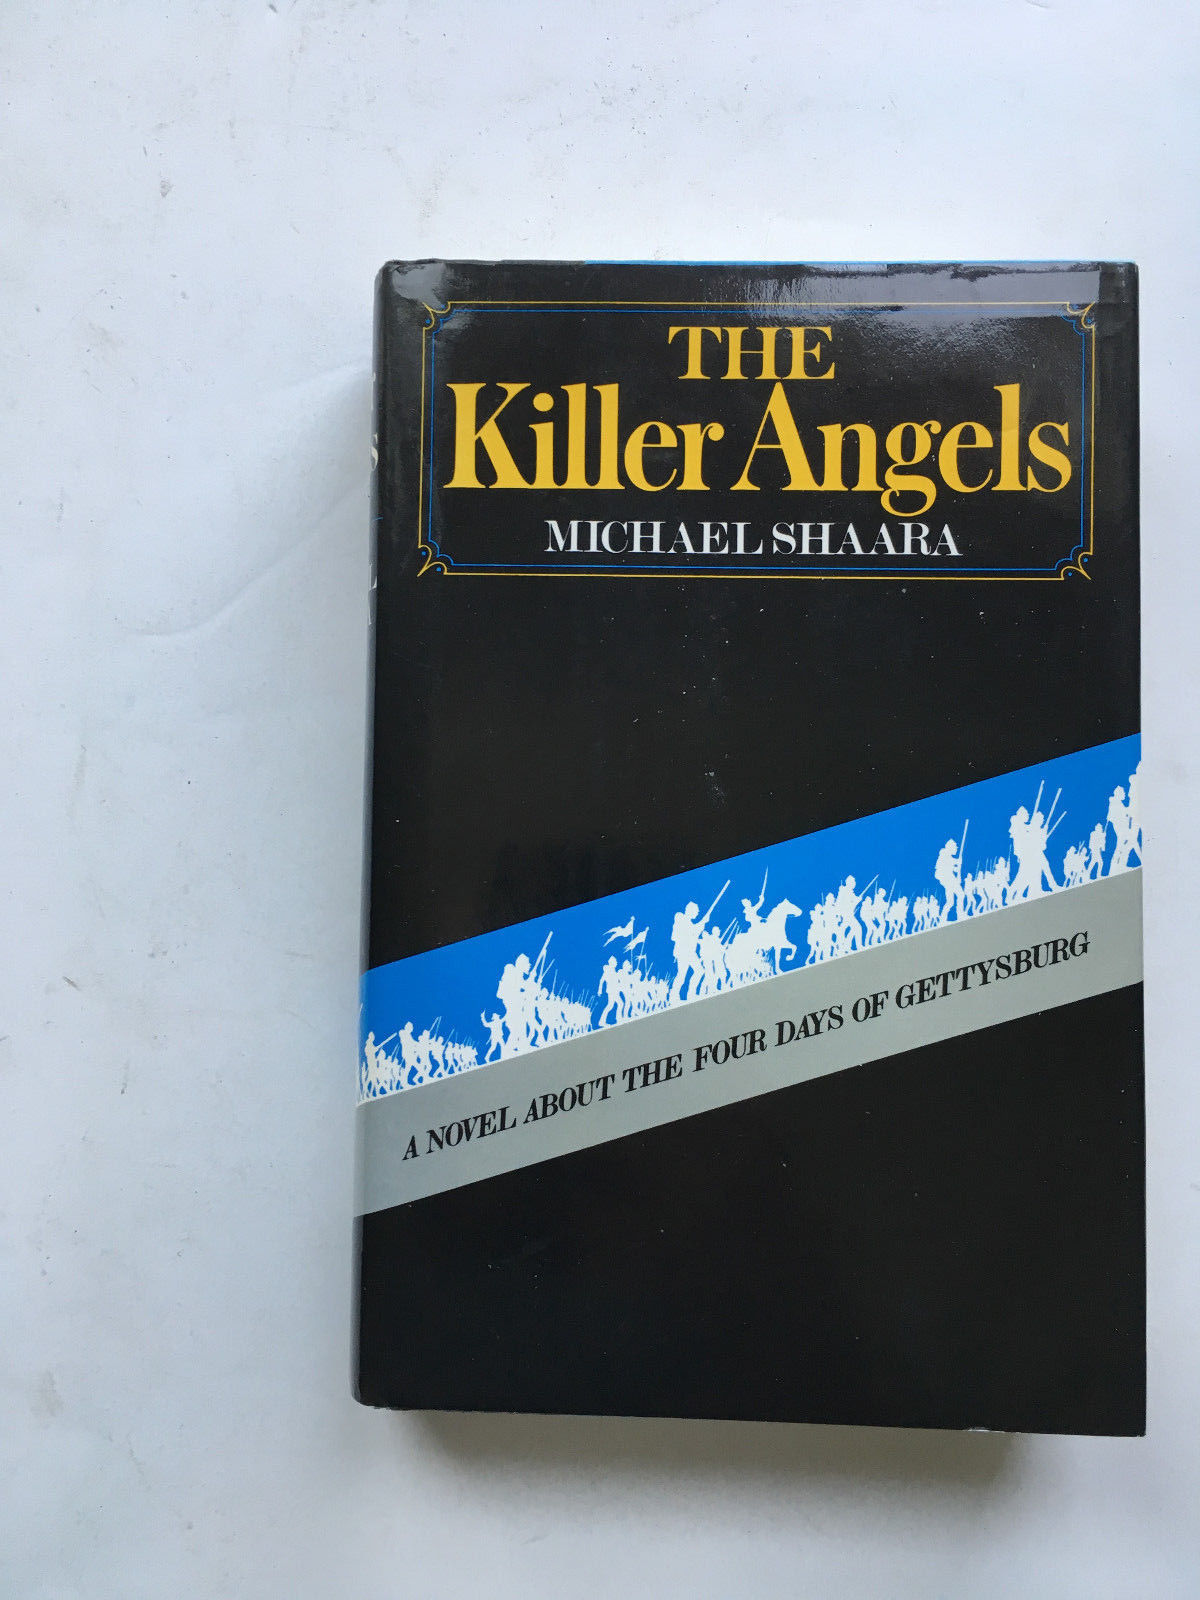 THE
Killer Angels
MICHAEL SHAARA
A NOVEL ABOUT THE FOUR DAYS OF GETTYSBURG